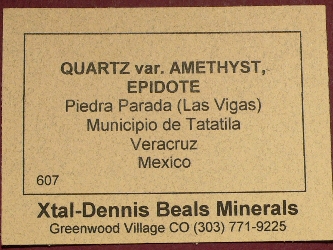 QUARTZ var. AMETHYST,
EPIDOTE
Piedra Parada (Las Vigas)
Municipio de Tatatila
Veracruz
Mexico
607
Xtal-Dennis Beals Minerals
Greenwood Village CO (303) 771-9225